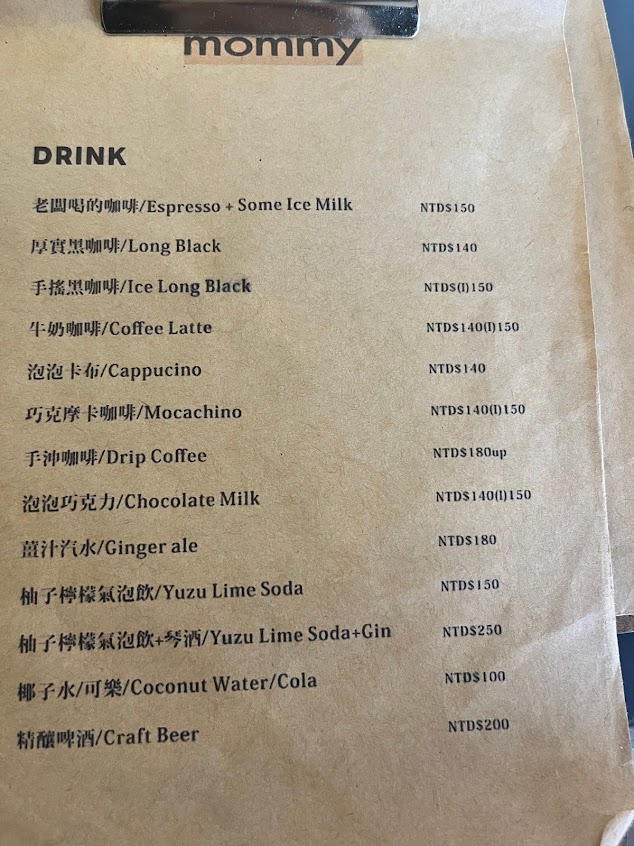 mommy
DRINK
老闆喝的咖啡/Espresso + Some Ice Milk NTD$150
厚實黑咖啡/Long Black NTD$140
手搖黑咖啡/Ice Long Black NTD$(I)150
牛奶咖啡/Coffee Latte NTD$140(I)150
泡泡卡布/Cappucino NTD$140
巧克摩卡咖啡/Mocachino NTD$140(I)150
手沖咖啡/Drip Coffee NTD$180up
泡泡巧克力/Chocolate Milk NTD$140(I)150
薑汁汽水/Ginger ale NTD$180
柚子檸檬氣泡飲/Yuzu Lime Soda NTD$150
柚子檸檬氣泡飲+琴酒/Yuzu Lime Soda+Gin NTD$250
椰子水/可樂/Coconut Water/Cola NTD$100
精釀啤酒/Craft Beer NTD$200